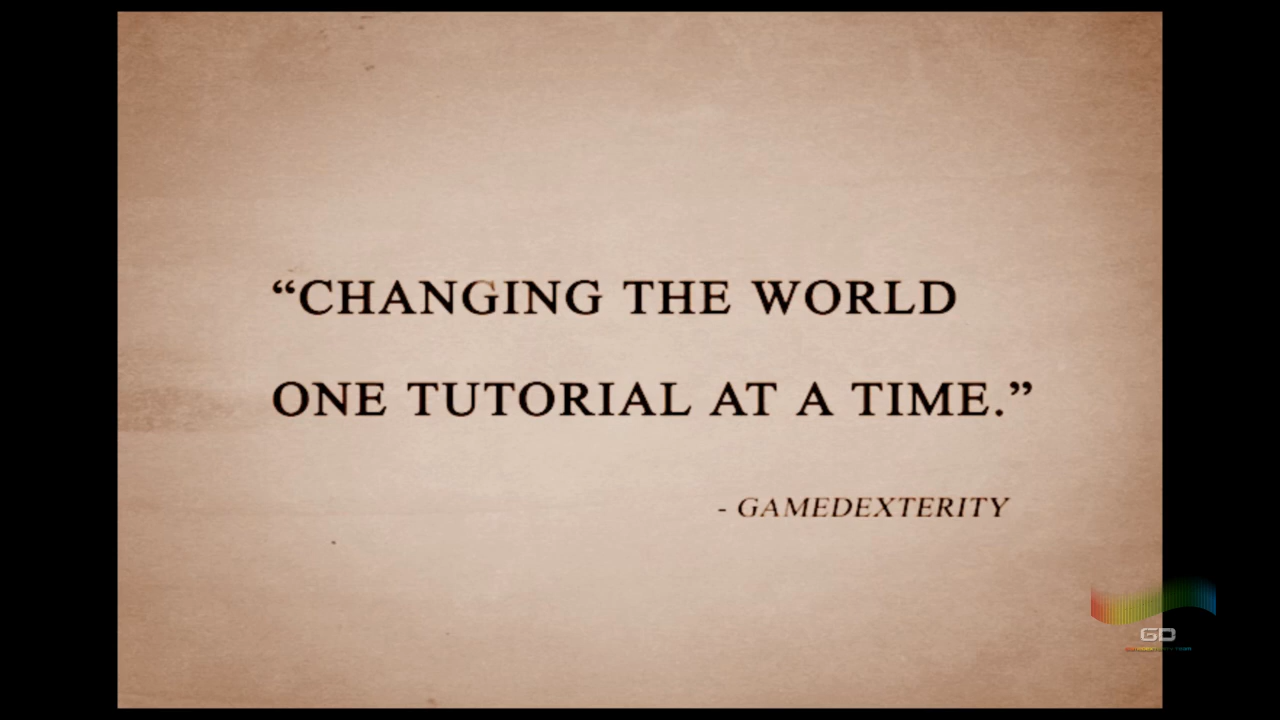 “CHANGING THE WORLD
ONE TUTORIAL AT A TIME.”
- GAMEDEXTERITY
GD